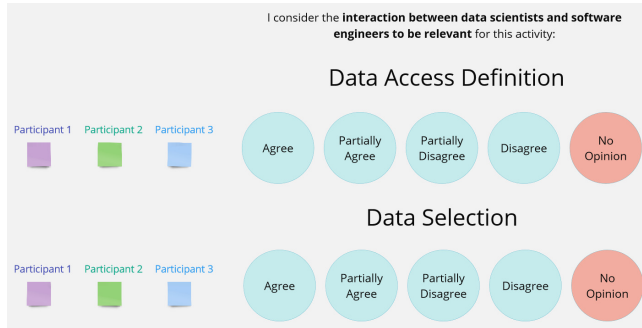 I consider the interaction between data scientists and software
engineers to be relevant for this activity:
Data Access Definition
Participant 1 Participant 2 Participant 3
Agree
Partially
Agree
Partially
Disagree
Disagree
No
Opinion
Data Selection
Participant 1 Participant 2 Participant 3
Agree
Partially
Agree
Partially
Disagree
Disagree
No
Opinion